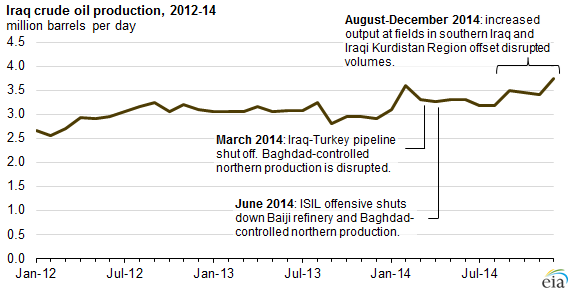 Iraq crude oil production, 2012-14
million barrels per day
August-December 2014: increased
output at fields in southern Iraq and
Iraqi Kurdistan Region offset disrupted
volumes.
4.5
4.0
3.5
3.0
2.5
2.0
1.5
1.0
0.5
0.0
March 2014: Iraq-Turkey pipeline
shut off. Baghdad-controlled
northern production is disrupted.
June 2014: ISIL offensive shuts
down Baiji refinery and Baghdad-
controlled northern production.
Jan-12
Jul-12
Jan-13
Jul-13
Jan-14
Jul-14
eia